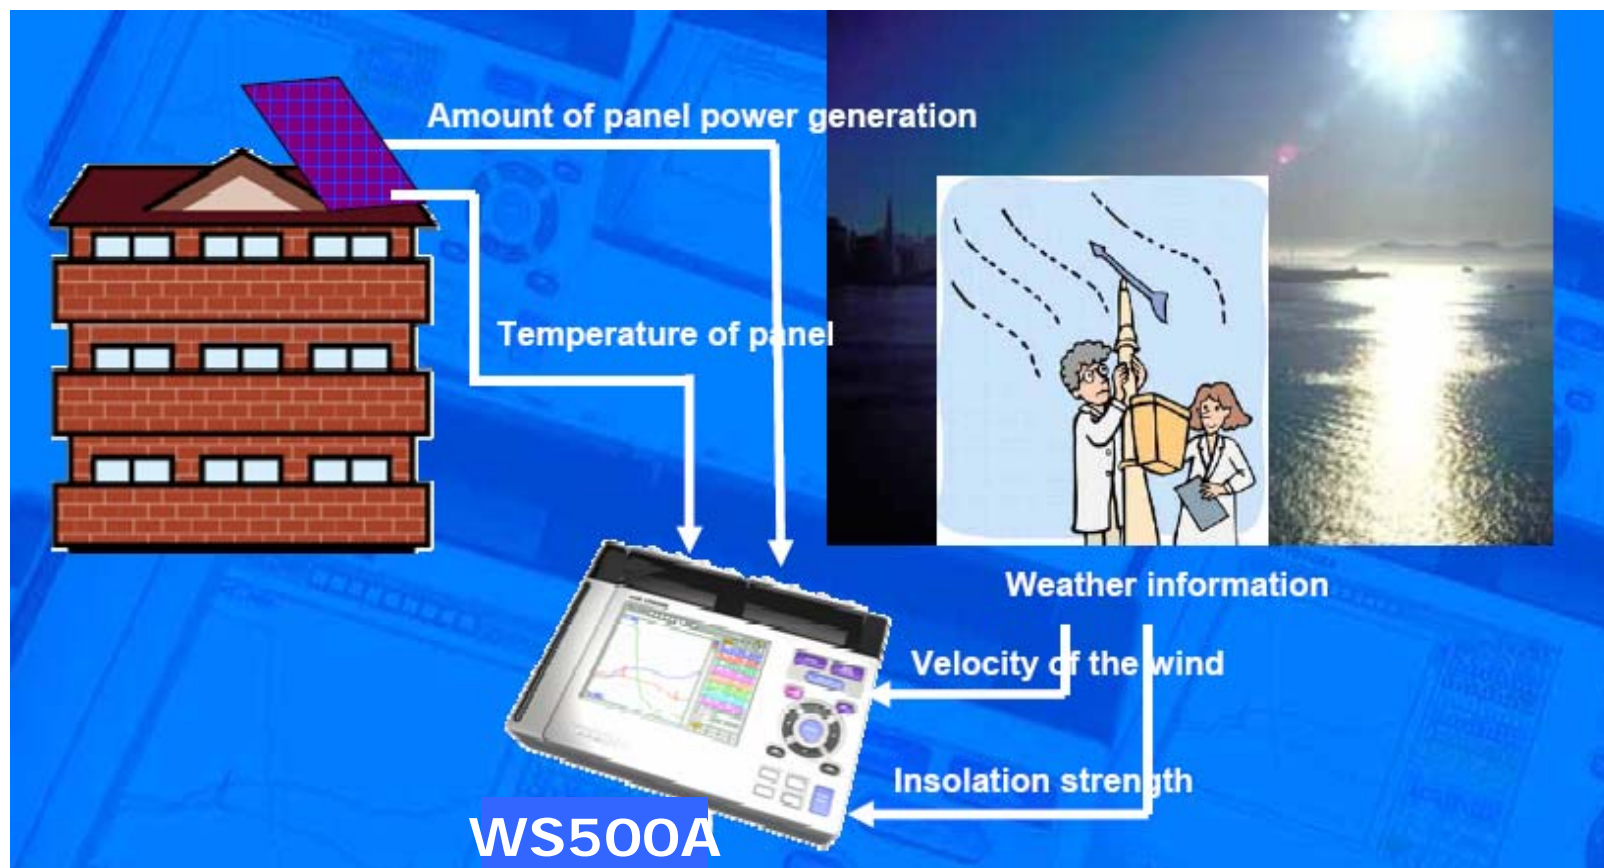 Amount of panel power generation
Temperature of panel
Weather information
Velocity of the wind
Insolation strength
WS500A